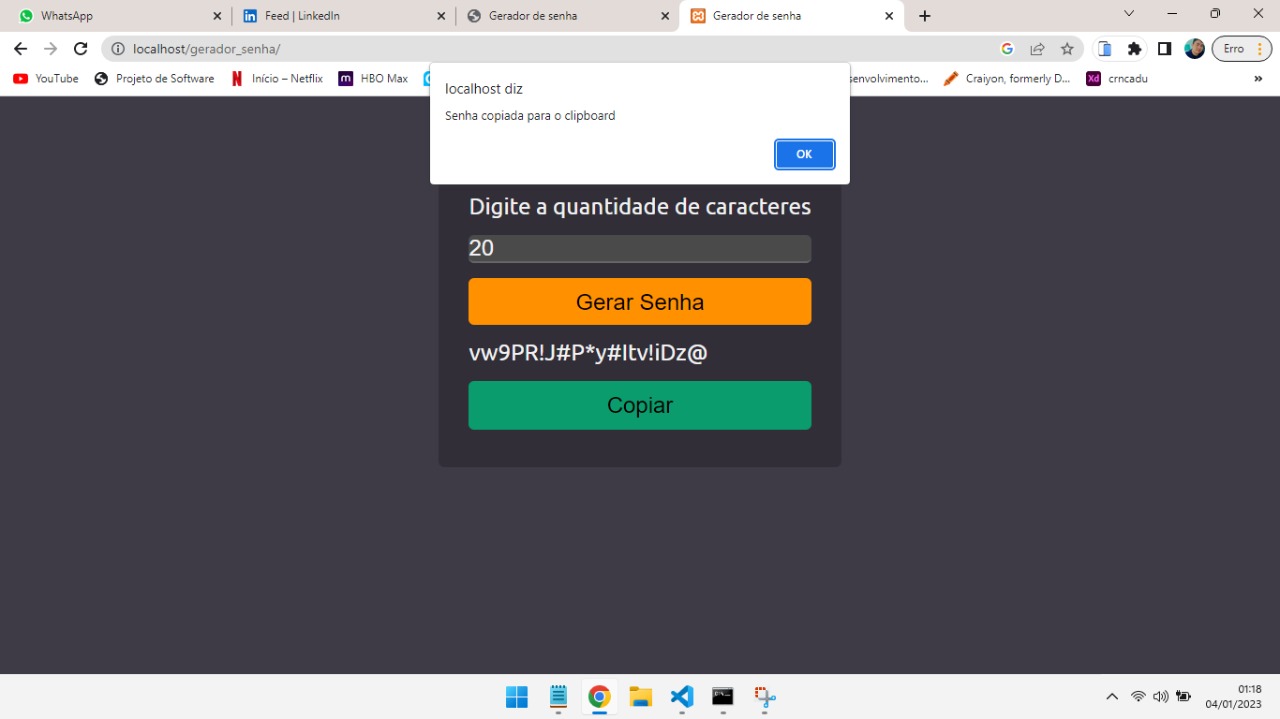 WhatsApp
Feed | LinkedIn
Gerador de senha
Gerador de senha
localhost/gerador_senha/
Erro
YouTube
Projeto de Software
Início – Netflix
HBO Max
senvolvimento...
Craiyon, formerly D...
Xd crncadu
»
localhost diz
Senha copiada para o clipboard
OK
Digite a quantidade de caracteres
20
Gerar Senha
vw9PR!J#P*y#Itv!iDz@
Copiar
01:18
04/01/2023